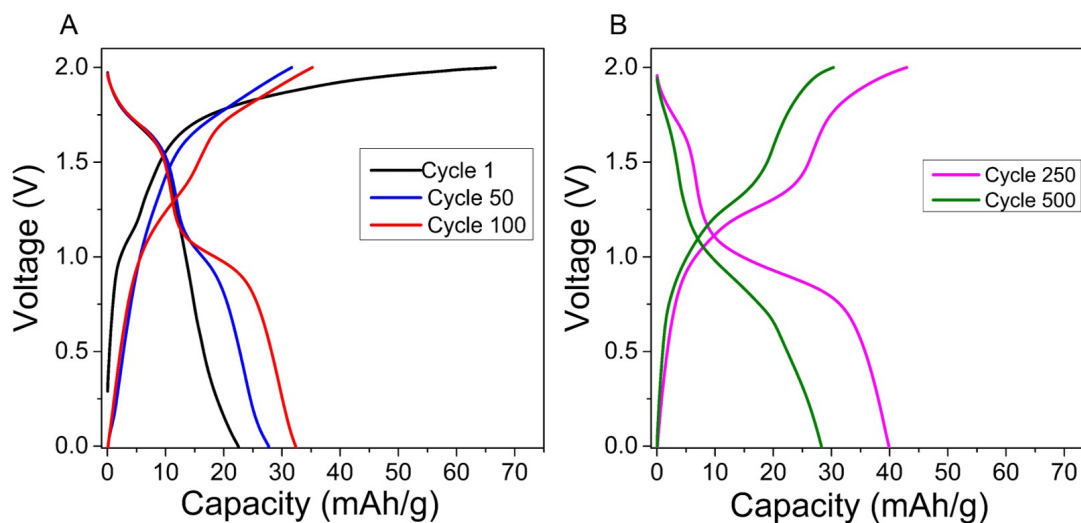 A
Voltage (V)
2.0
1.5
1.0
0.5
0.0
0 10 20 30 40 50 60 70
Capacity (mAh/g)
Cycle 1
Cycle 50
Cycle 100
B
Voltage (V)
2.0
1.5
1.0
0.5
0.0
0 10 20 30 40 50 60 70
Capacity (mAh/g)
Cycle 250
Cycle 500